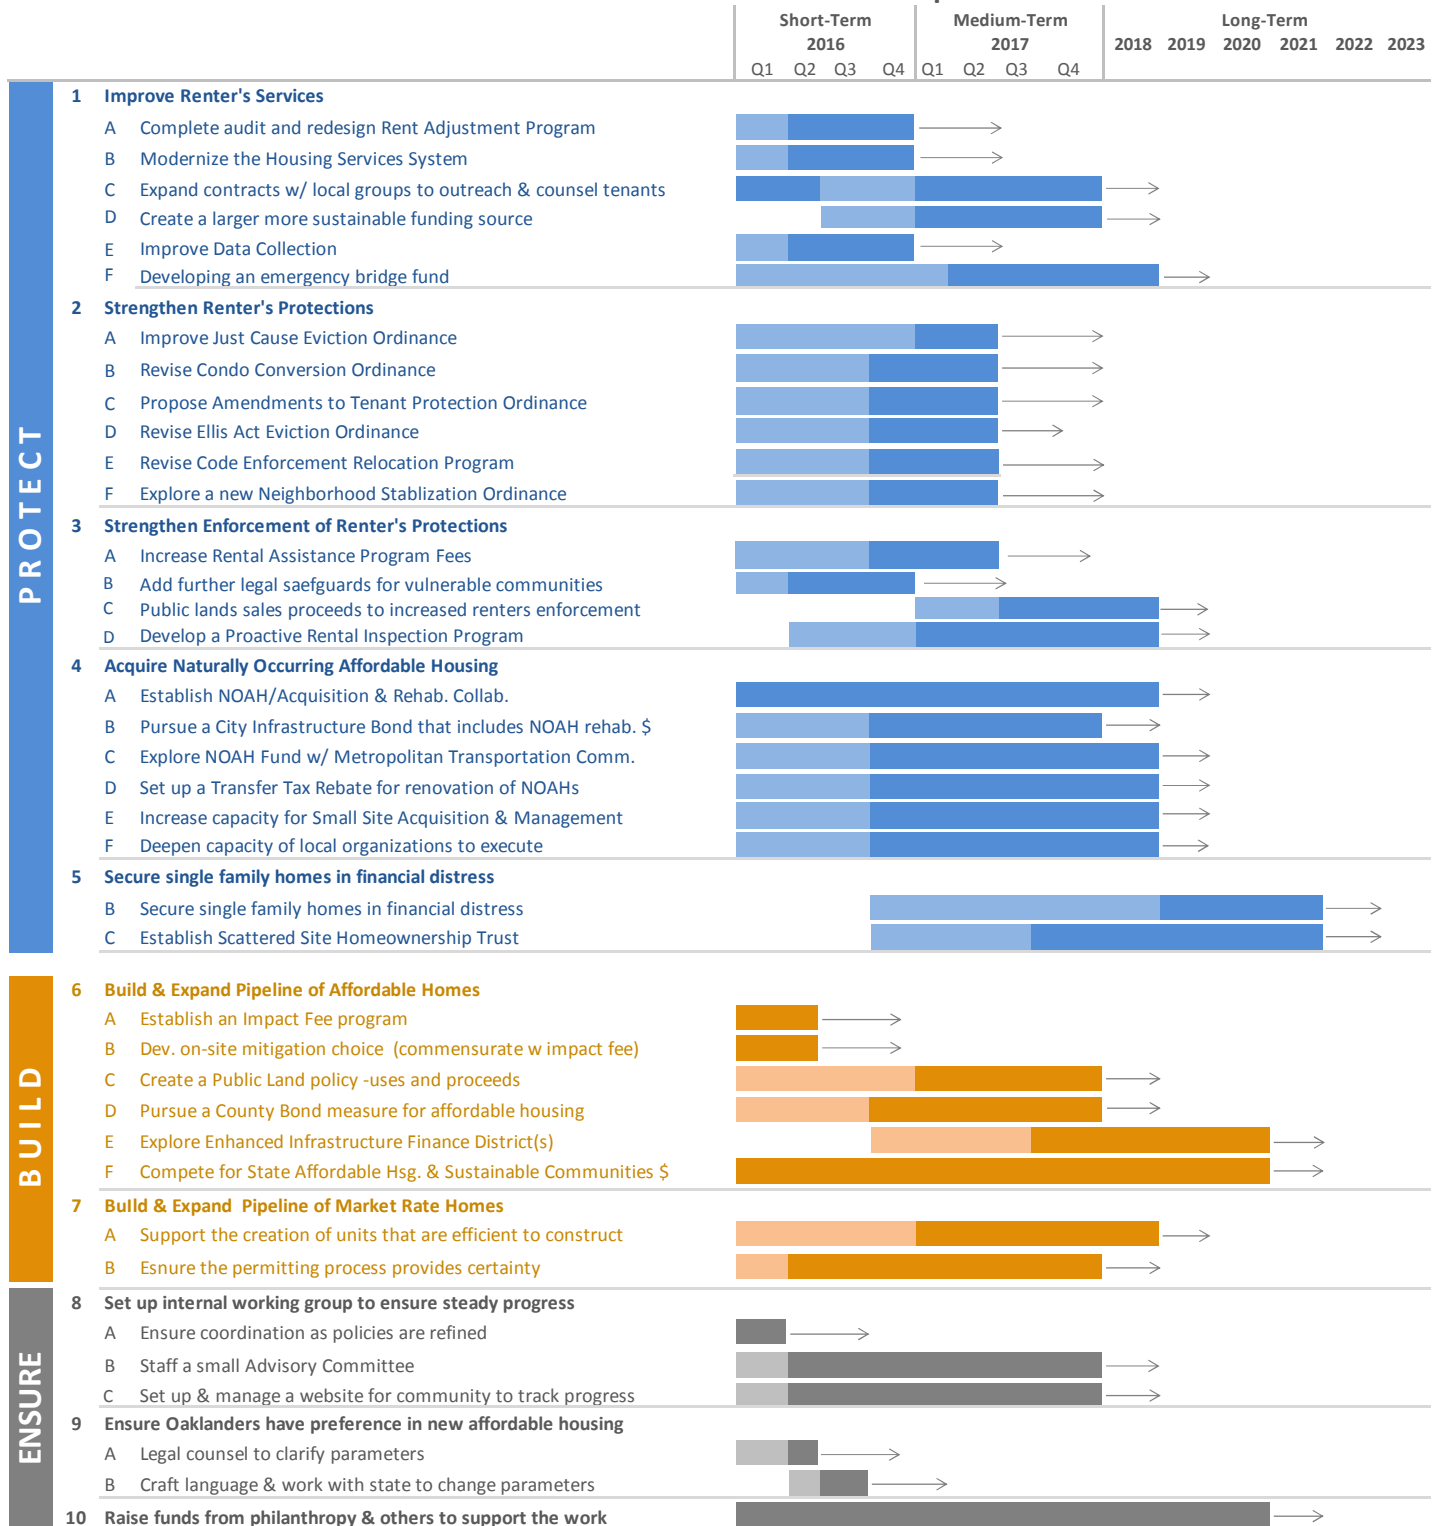 Short-Term Medium-Term Long-Term
2016 2017 2018 2019 2020 2021 2022 2023
Q1 Q2 Q3 Q4 Q1 Q2 Q3 Q4
PROTECT
1 Improve Renter's Services
A Complete audit and redesign Rent Adjustment Program
B Modernize the Housing Services System
C Expand contracts w/ local groups to outreach & counsel tenants
D Create a larger more sustainable funding source
E Improve Data Collection
F Developing an emergency bridge fund
2 Strengthen Renter's Protections
A Improve Just Cause Eviction Ordinance
B Revise Condo Conversion Ordinance
C Propose Amendments to Tenant Protection Ordinance
D Revise Ellis Act Eviction Ordinance
E Revise Code Enforcement Relocation Program
F Explore a new Neighborhood Stablization Ordinance
3 Strengthen Enforcement of Renter's Protections
A Increase Rental Assistance Program Fees
B Add further legal saefguards for vulnerable communities
C Public lands sales proceeds to increased renters enforcement
D Develop a Proactive Rental Inspection Program
4 Acquire Naturally Occurring Affordable Housing
A Establish NOAH/Acquisition & Rehab. Collab.
B Pursue a City Infrastructure Bond that includes NOAH rehab. $
C Explore NOAH Fund w/ Metropolitan Transportation Comm.
D Set up a Transfer Tax Rebate for renovation of NOAHs
E Increase capacity for Small Site Acquisition & Management
F Deepen capacity of local organizations to execute
5 Secure single family homes in financial distress
B Secure single family homes in financial distress
C Establish Scattered Site Homeownership Trust
BUILD
6 Build & Expand Pipeline of Affordable Homes
A Establish an Impact Fee program
B Dev. on-site mitigation choice (commensurate w impact fee)
C Create a Public Land policy -uses and proceeds
D Pursue a County Bond measure for affordable housing
E Explore Enhanced Infrastructure Finance District(s)
F Compete for State Affordable Hsg. & Sustainable Communities $
7 BuIld & Expand Pipeline of Market Rate Homes
A Support the creation of units that are efficient to construct
B Esnure the permitting process provides certainty
ENSURE
8 Set up internal working group to ensure steady progress
A Ensure coordination as policies are refined
B Staff a small Advisory Committee
C Set up & manage a website for community to track progress
9 Ensure Oaklanders have preference in new affordable housing
A Legal counsel to clarify parameters
B Craft language & work with state to change parameters
10 Raise funds from philanthropy & others to support the work